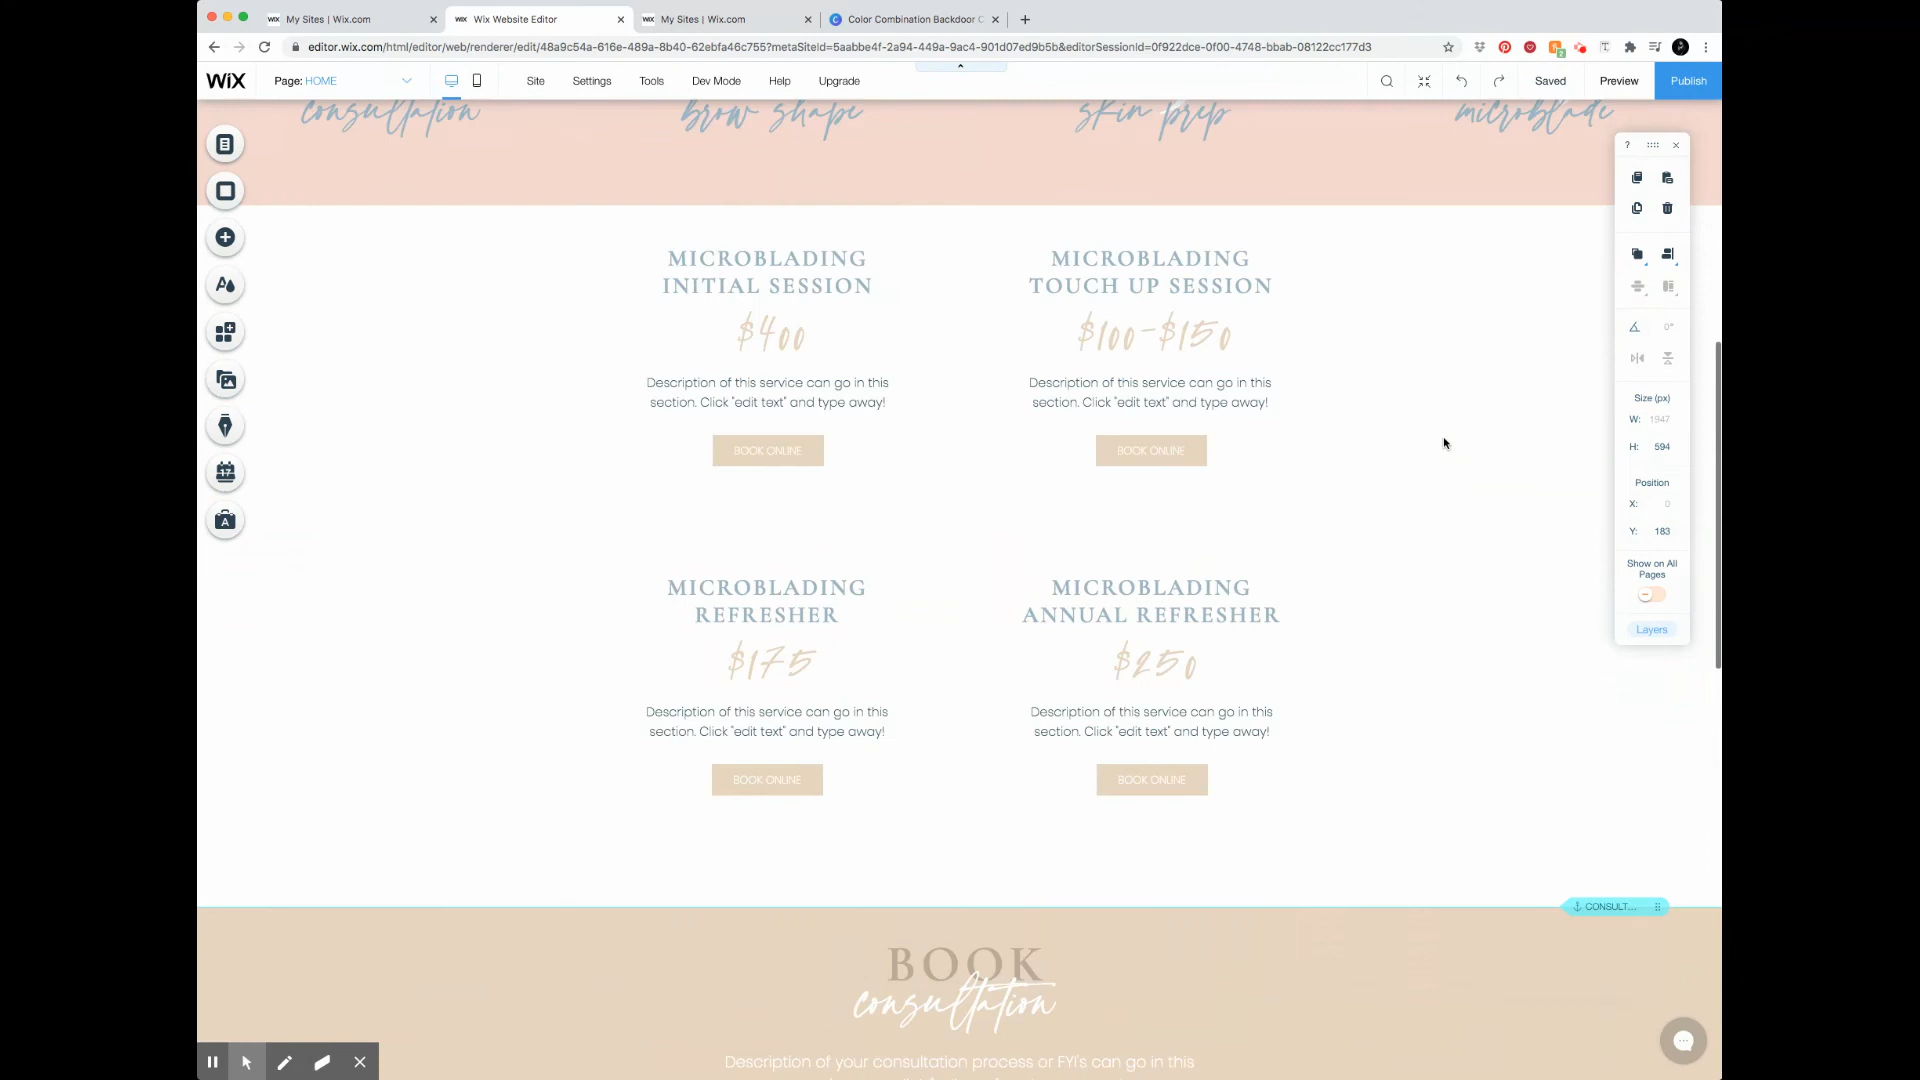 My Sites | Wix.com
Wix Website Editor
My Sites | Wix.com
Color Combination Backdoor C
editor.wix.com/html/editor/web/renderer/edit/48a9c54a-616e-489a-8b40-62ebfa46c755?metaSiteId=5aabbe4f-2a94-449a-9ac4-901d07ed9b5b&editorSessionId=0f922dce-0f00-4748-bbab-08122cc177d3
WiX Page: HOME Site Settings Tools Dev Mode Help Upgrade Saved Preview Publish
consultation brow shape skin prep microblade
MICROBLADING
INITIAL SESSION
$400
Description of this service can go in this
section. Click "edit text" and type away!
BOOK ONLINE
MICROBLADING
TOUCH UP SESSION
$100-$150
Description of this service can go in this
section. Click "edit text" and type away!
BOOK ONLINE
MICROBLADING
REFRESHER
$175
Description of this service can go in this
section. Click "edit text" and type away!
BOOK ONLINE
MICROBLADING
ANNUAL REFRESHER
$250
Description of this service can go in this
section. Click "edit text" and type away!
BOOK ONLINE
CONSULT...
BOOK
consultation
Description of your consultation process or FYI's can go in this
?
0°
Size (px)
W: 1947
H: 594
Position
X: 0
Y: 183
Show on All
Pages
Layers
17
A